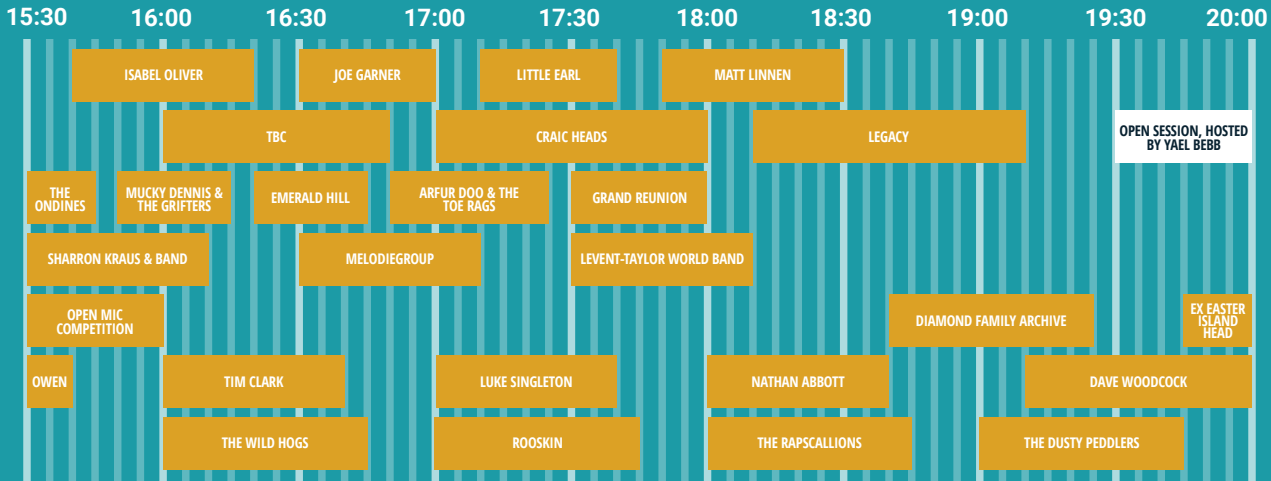 15:30 16:00 16:30 17:00 17:30 18:00 18:30 19:00 19:30 20:00
ISABEL OLIVER
JOE GARNER
LITTLE EARL
MATT LINNEN
TBC
CRAIC HEADS
LEGACY
OPEN SESSION, HOSTED
BY YAEL BEBB
THE
ONDINES
MUCKY DENNIS &
THE GRIFTERS
EMERALD HILL
ARFUR DOO & THE
TOE RAGS
GRAND REUNION
SHARRON KRAUS & BAND
MELODIEGROUP
LEVENT-TAYLOR WORLD BAND
OPEN MIC
COMPETITION
DIAMOND FAMILY ARCHIVE
EX EASTER
ISLAND
HEAD
OWEN
TIM CLARK
LUKE SINGLETON
NATHAN ABBOTT
DAVE WOODCOCK
THE WILD HOGS
ROOSKIN
THE RAPSCALLIONS
THE DUSTY PEDDLERS